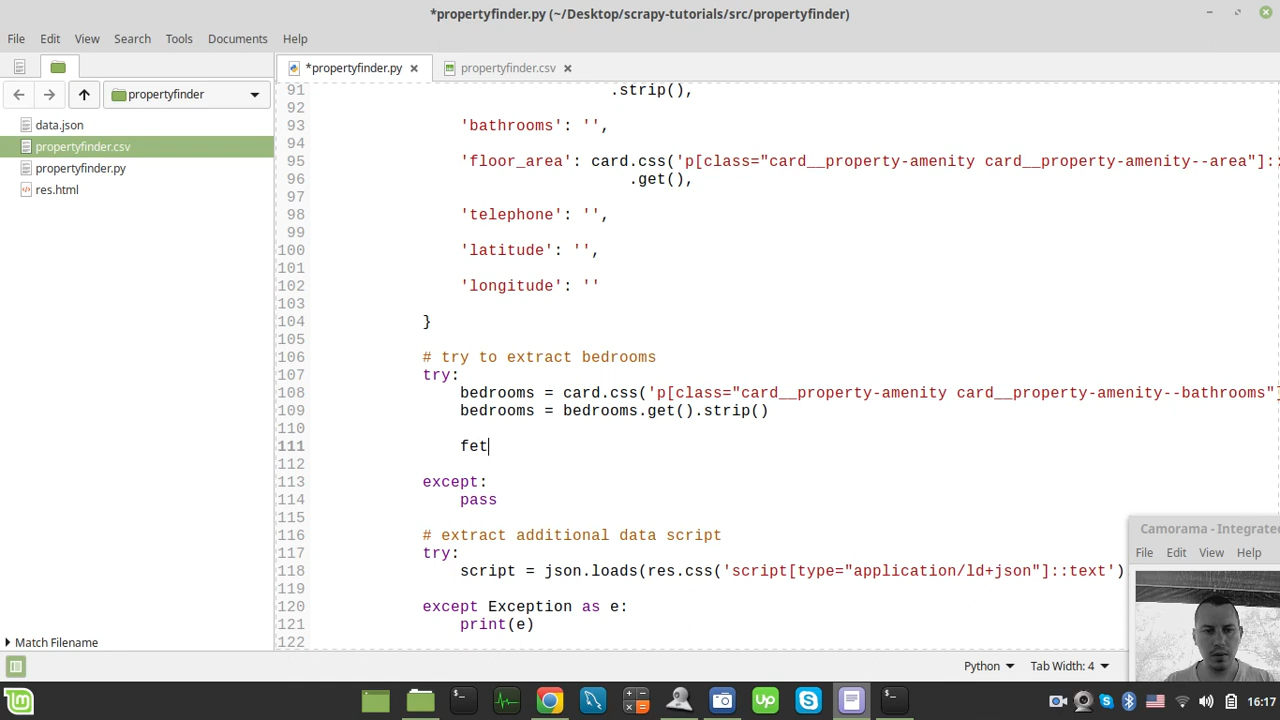 *propertyfinder.py (~/Desktop/scrapy-tutorials/src/propertyfinder)
File Edit View Search Tools Documents Help
*propertyfinder.py
propertyfinder.csv
propertyfinder
data.json
propertyfinder.csv
propertyfinder.py
res.html
91 .strip(),
92
93 'bathrooms': '',
94
95 'floor_area': card.css('p[class="card__property-amenity card__property-amenity--area"]::
96 .get(),
97
98 'telephone': '',
99
100 'latitude': '',
101
102 'longitude': ''
103
104 }
105
106 # try to extract bedrooms
107 try:
108 bedrooms = card.css('p[class="card__property-amenity card__property-amenity--bathrooms"]
109 bedrooms = bedrooms.get().strip()
110
111 fet
112
113 except:
114 pass
115
116 # extract additional data script
117 try:
118 script = json.loads(res.css('script[type="application/ld+json"]::text')
119
120 except Exception as e:
121 print(e)
122
Camorama - Integrated
File Edit View Help
Match Filename
Python Tab Width: 4
16:17